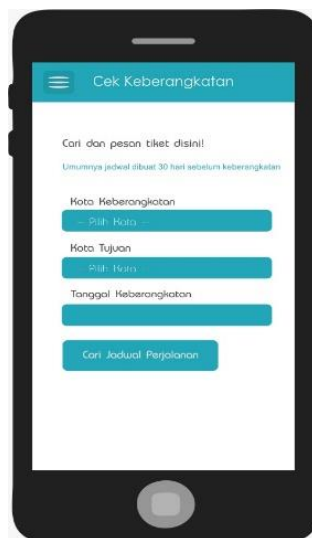 Cek Keberangkatan
Cari dan pesan tiket disini!
Umumnya jadwal dibuat 30 hari sebelum keberangkatan
Kota Keberangkatan
-- Pilih Kota --
Kota Tujuan
-- Pilih Kota --
Tanggal Keberangkatan
Cari Jadwal Perjalanan